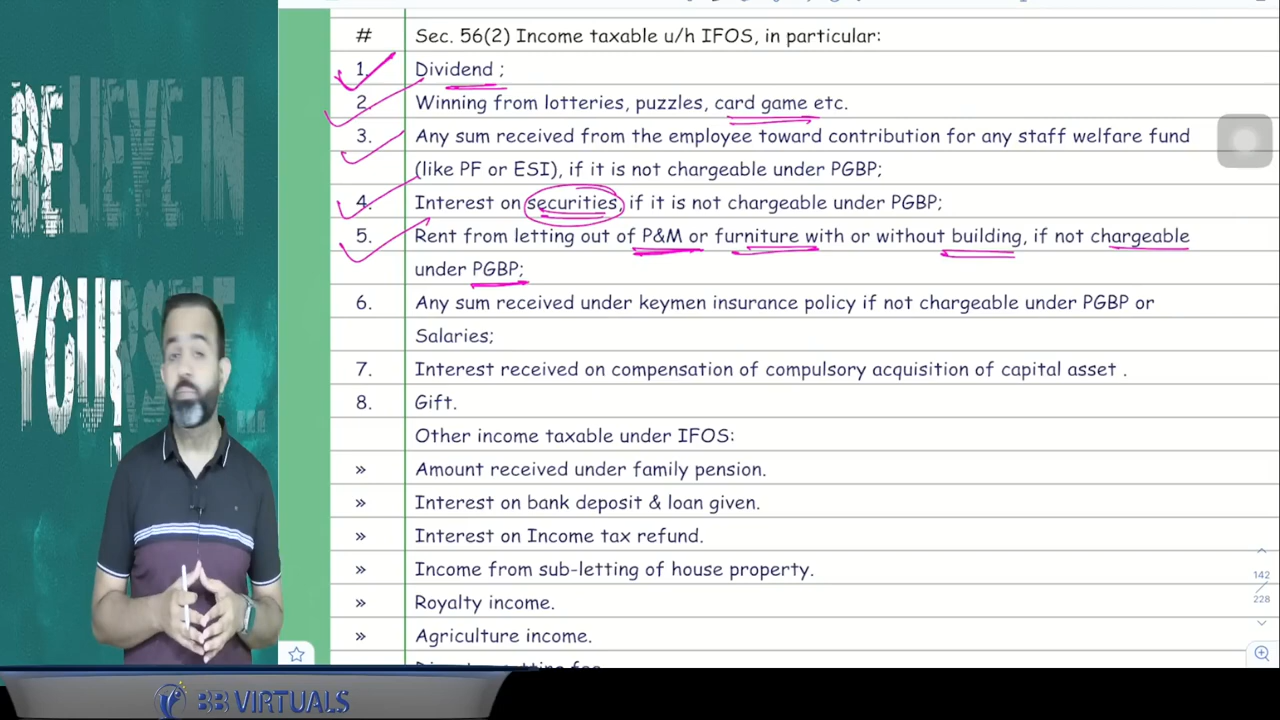 BELIEVE IN
YOURSELF...
# Sec. 56(2) Income taxable u/h IFOS, in particular:
1. Dividend ;
2. Winning from lotteries, puzzles, card game etc.
3. Any sum received from the employee toward contribution for any staff welfare fund
(like PF or ESI), if it is not chargeable under PGBP;
4. Interest on securities, if it is not chargeable under PGBP;
5. Rent from letting out of P&M or furniture with or without building, if not chargeable
under PGBP;
6. Any sum received under keymen insurance policy if not chargeable under PGBP or
Salaries;
7. Interest received on compensation of compulsory acquisition of capital asset .
8. Gift.
Other income taxable under IFOS:
» Amount received under family pension.
» Interest on bank deposit & loan given.
» Interest on Income tax refund.
» Income from sub-letting of house property.
» Royalty income.
» Agriculture income.
142
228
BB VIRTUALS